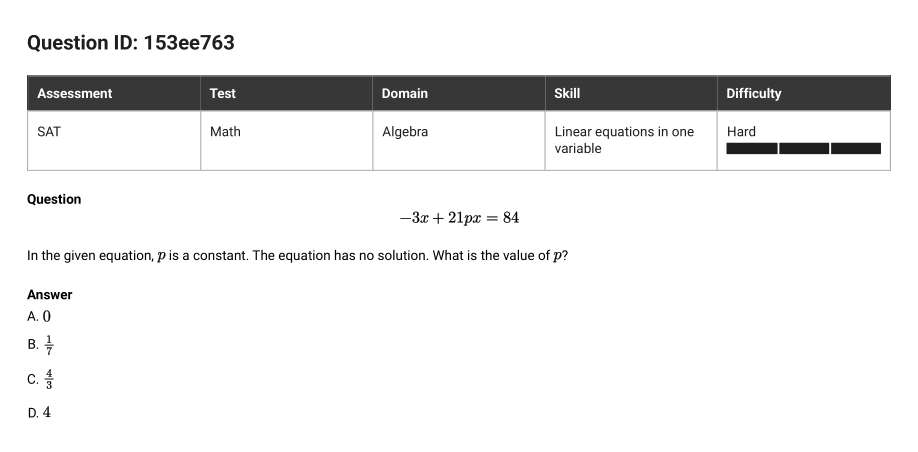 Question ID: 153ee763
Assessment Test Domain Skill Difficulty
SAT Math Algebra Linear equations in one variable Hard
Question
−3x + 21px = 84
In the given equation, p is a constant. The equation has no solution. What is the value of p?
Answer
A. 0
B. 1/7
C. 4/3
D. 4